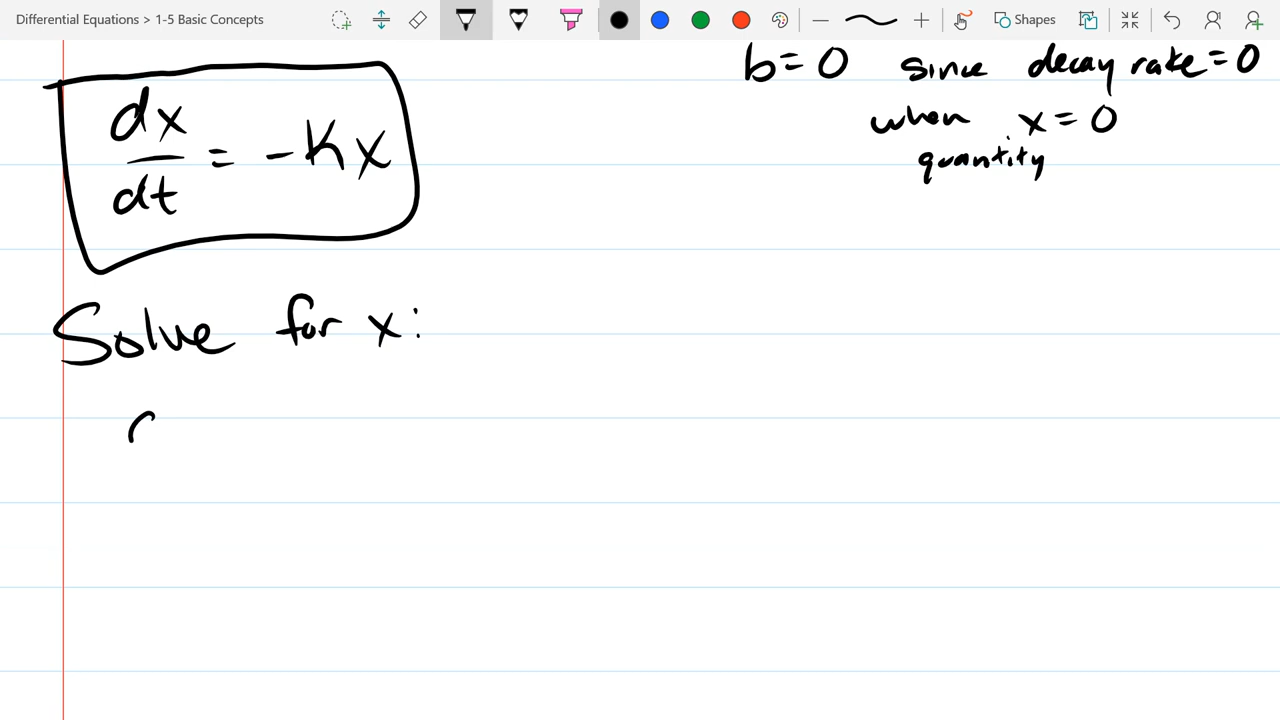 Differential Equations > 1-5 Basic Concepts
Shapes
b = 0 since decay rate = 0
when x = 0
quantity
dx/dt = -Kx
Solve for x: